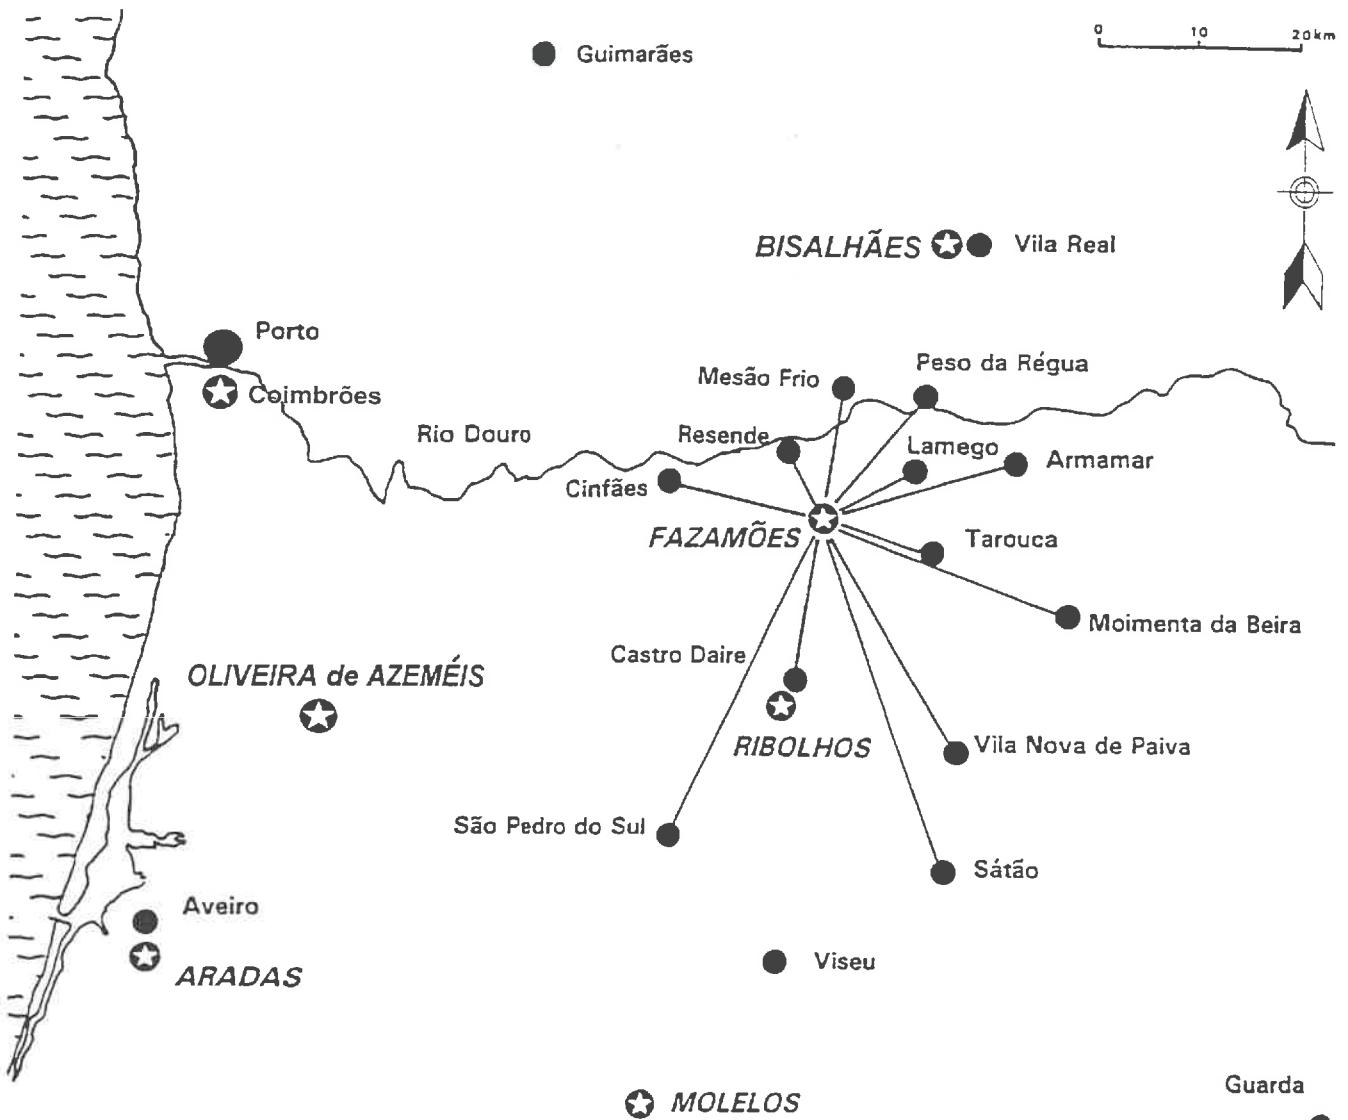 0 10 20km
Guimarães
BISALHÃES Vila Real
Porto
Coimbrões
Mesão Frio
Peso da Régua
Rio Douro
Resende
Lamego
Armamar
Cinfães
FAZAMÕES
Tarouca
Moimenta da Beira
Castro Daire
OLIVEIRA de AZEMÉIS
RIBOLHOS
Vila Nova de Paiva
São Pedro do Sul
Sátão
Aveiro
ARADAS
Viseu
Guarda
MOLELOS